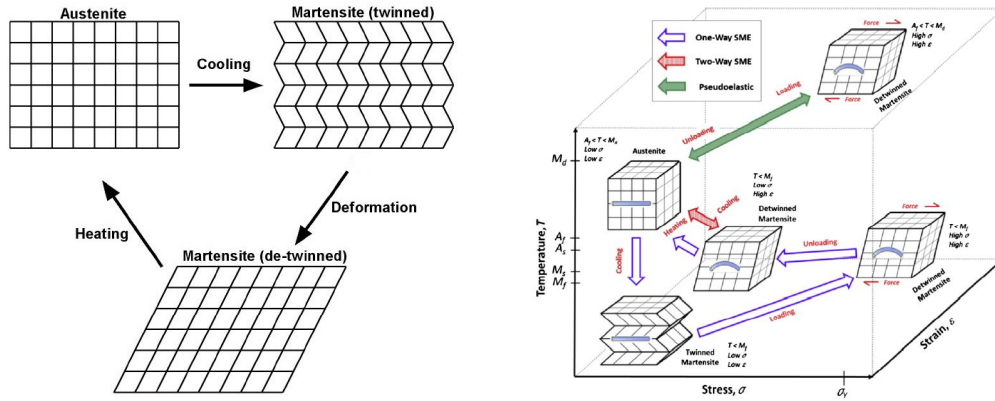 Austenite
Martensite (twinned)
Cooling
Deformation
Heating
Martensite (de-twinned)
One-Way SME
Two-Way SME
Pseudoelastic
Force
A_f < T < M_d
High σ
High ε
Force
Detwinned
Martensite
Loading
Unloading
A_f < T < M_d
Low σ
Low ε
Austenite
M_d
T < M_f
Low σ
High ε
Detwinned
Martensite
Cooling
Heating
Force
T < M_f
High σ
High ε
Unloading
Force
Detwinned
Martensite
A_f
A_s
M_s
M_f
Temperature, T
Cooling
Loading
Twinned
Martensite
T < M_f
Low σ
Low ε
Strain, ε
Stress, σ
σ_y